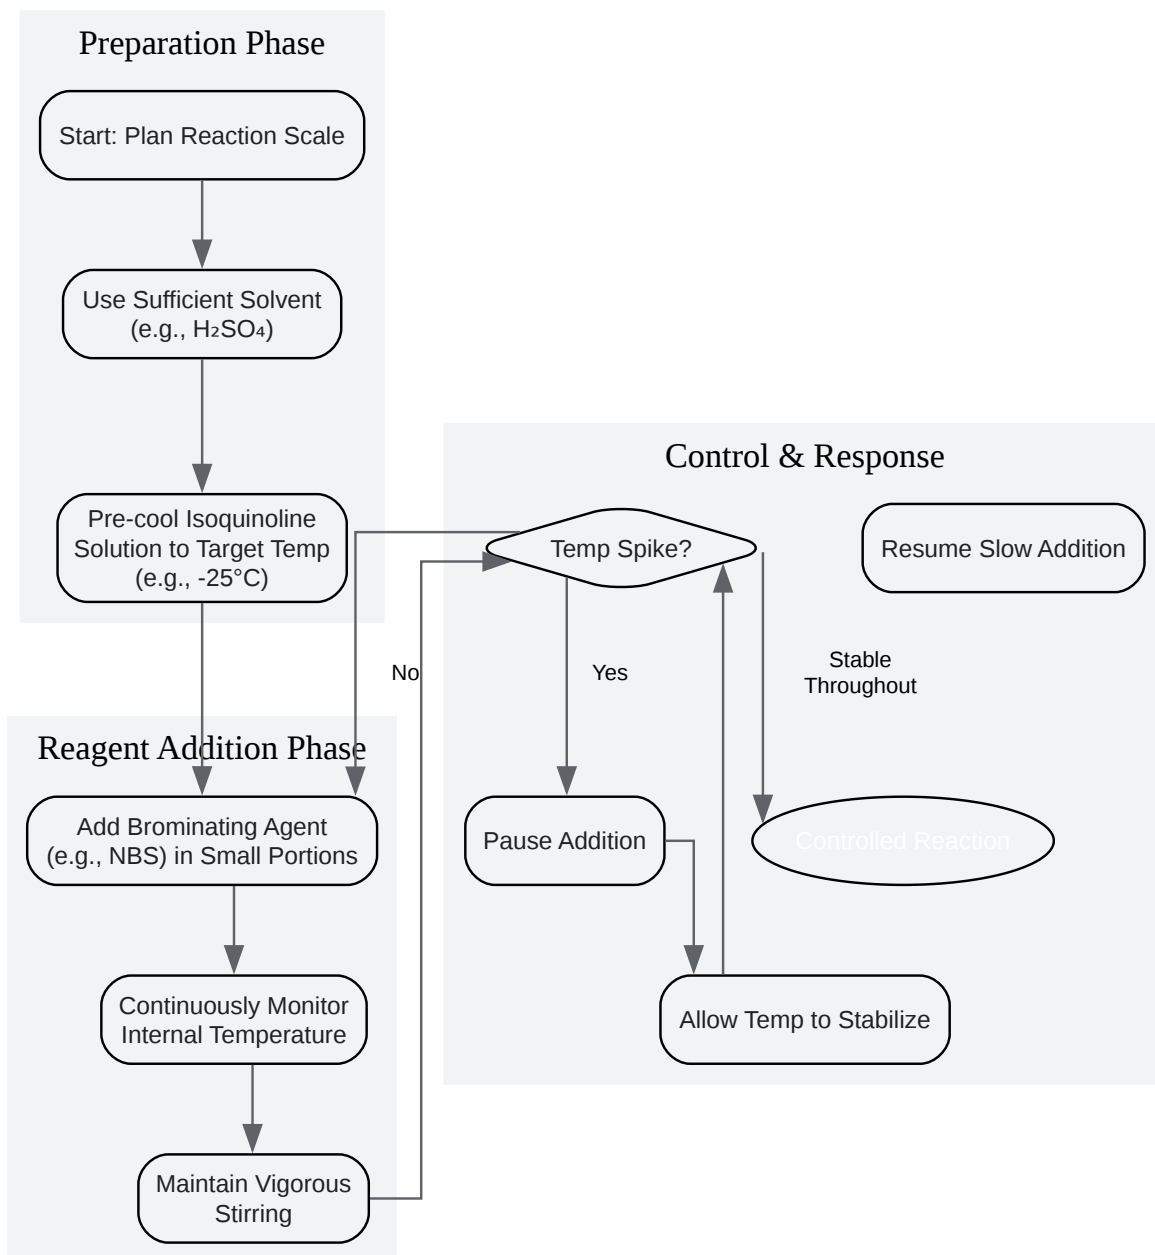 Preparation Phase
Start: Plan Reaction Scale
Use Sufficient Solvent
(e.g., H₂SO₄)
Pre-cool Isoquinoline
Solution to Target Temp
(e.g., -25°C)
Control & Response
Temp Spike?
Resume Slow Addition
No
Yes
Stable
Throughout
Reagent Addition Phase
Add Brominating Agent
(e.g., NBS) in Small Portions
Pause Addition
Controlled Reaction
Continuously Monitor
Internal Temperature
Allow Temp to Stabilize
Maintain Vigorous
Stirring